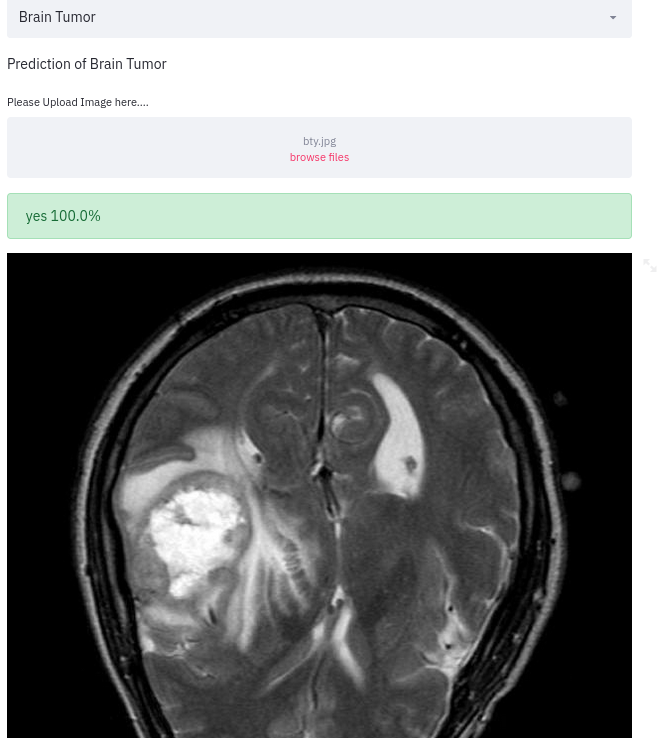 Brain Tumor
Prediction of Brain Tumor
Please Upload Image here....
bty.jpg
browse files
yes 100.0%